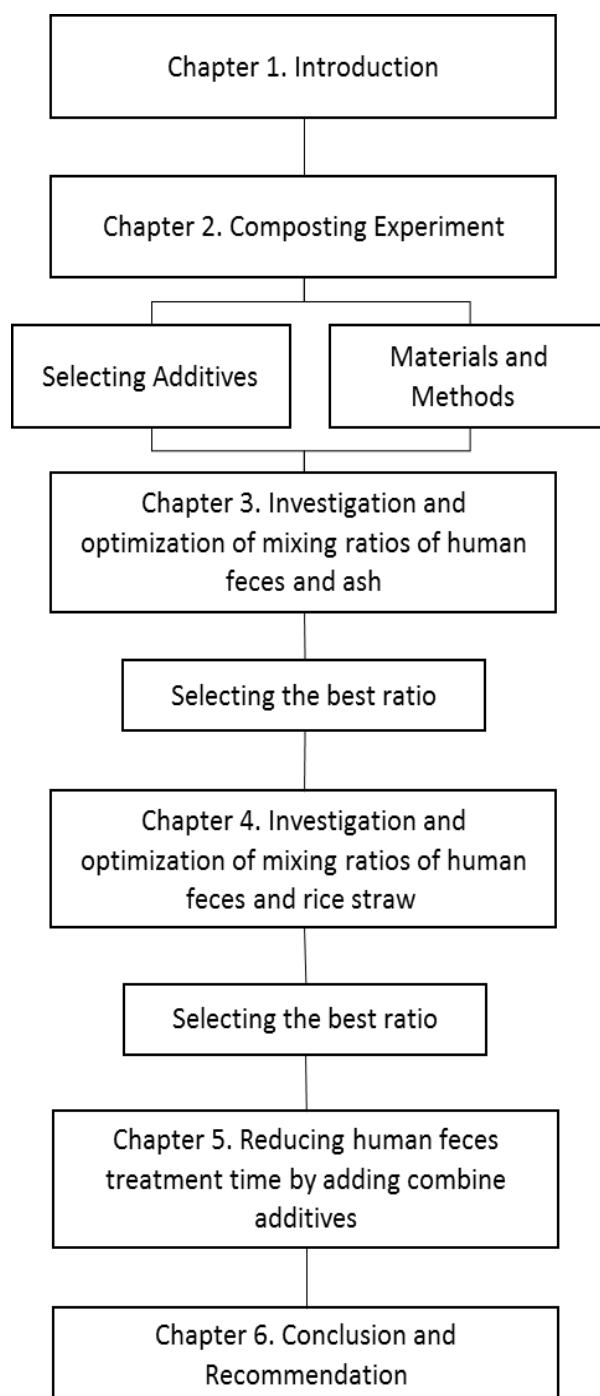 Chapter 1. Introduction
Chapter 2. Composting Experiment
Selecting Additives
Materials and
Methods
Chapter 3. Investigation and
optimization of mixing ratios of human
feces and ash
Selecting the best ratio
Chapter 4. Investigation and
optimization of mixing ratios of human
feces and rice straw
Selecting the best ratio
Chapter 5. Reducing human feces
treatment time by adding combine
additives
Chapter 6. Conclusion and
Recommendation